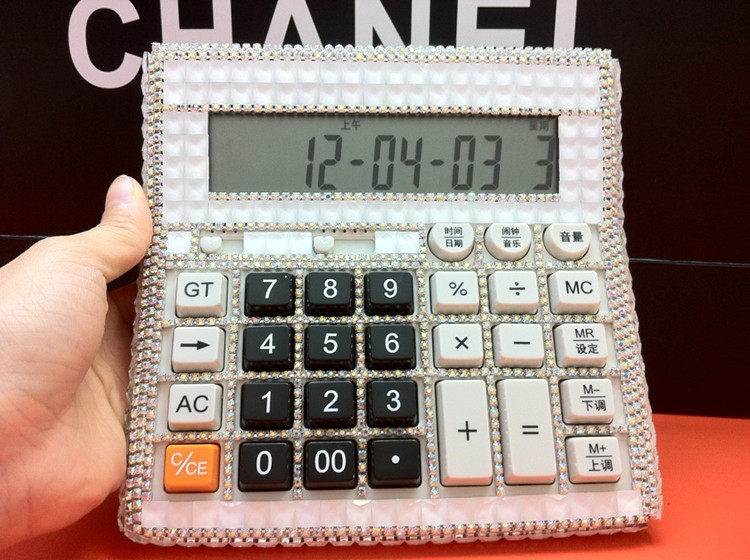 CHANEL
上午 星期
12-04-03 3
时间 闹钟 音量
日期 音乐
GT 7 8 9 % ÷ MC
→ 4 5 6 × − MR
设定
AC 1 2 3 + = M-
下调
C/CE 0 00 • M+
上调